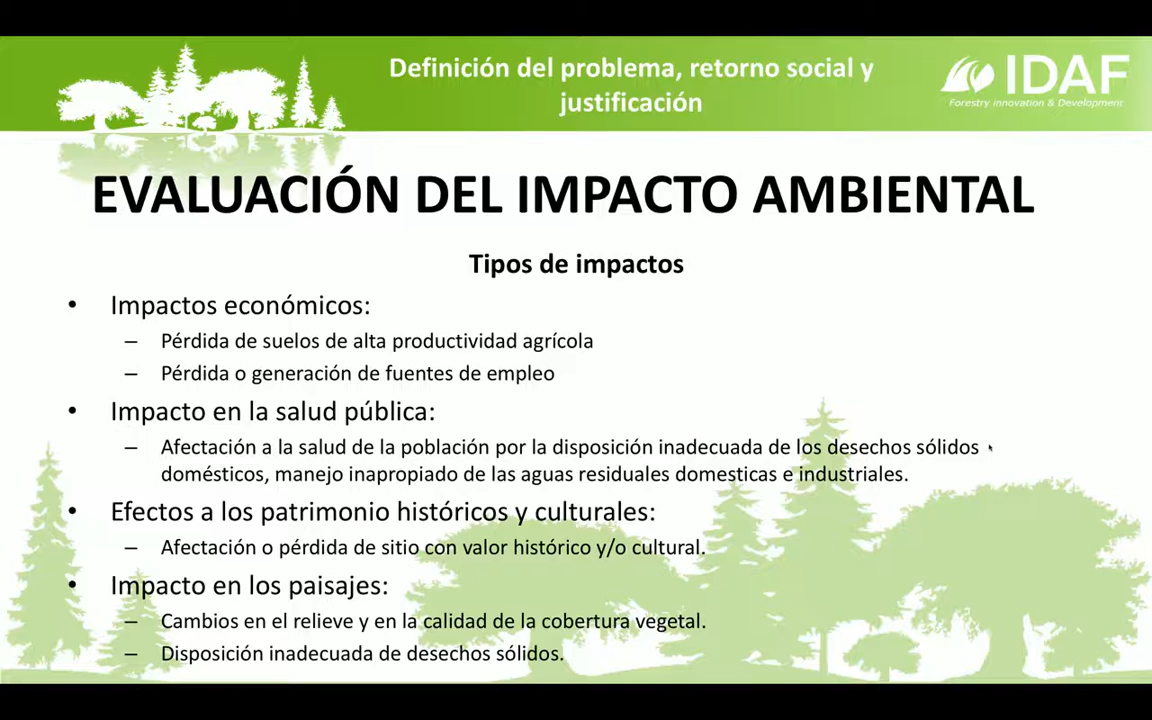 Definición del problema, retorno social y
justificación
IDAF
Forestry innovation & Development
EVALUACIÓN DEL IMPACTO AMBIENTAL
Tipos de impactos
• Impactos económicos:
– Pérdida de suelos de alta productividad agrícola
– Pérdida o generación de fuentes de empleo
• Impacto en la salud pública:
– Afectación a la salud de la población por la disposición inadecuada de los desechos sólidos
domésticos, manejo inapropiado de las aguas residuales domesticas e industriales.
• Efectos a los patrimonio históricos y culturales:
– Afectación o pérdida de sitio con valor histórico y/o cultural.
• Impacto en los paisajes:
– Cambios en el relieve y en la calidad de la cobertura vegetal.
– Disposición inadecuada de desechos sólidos.